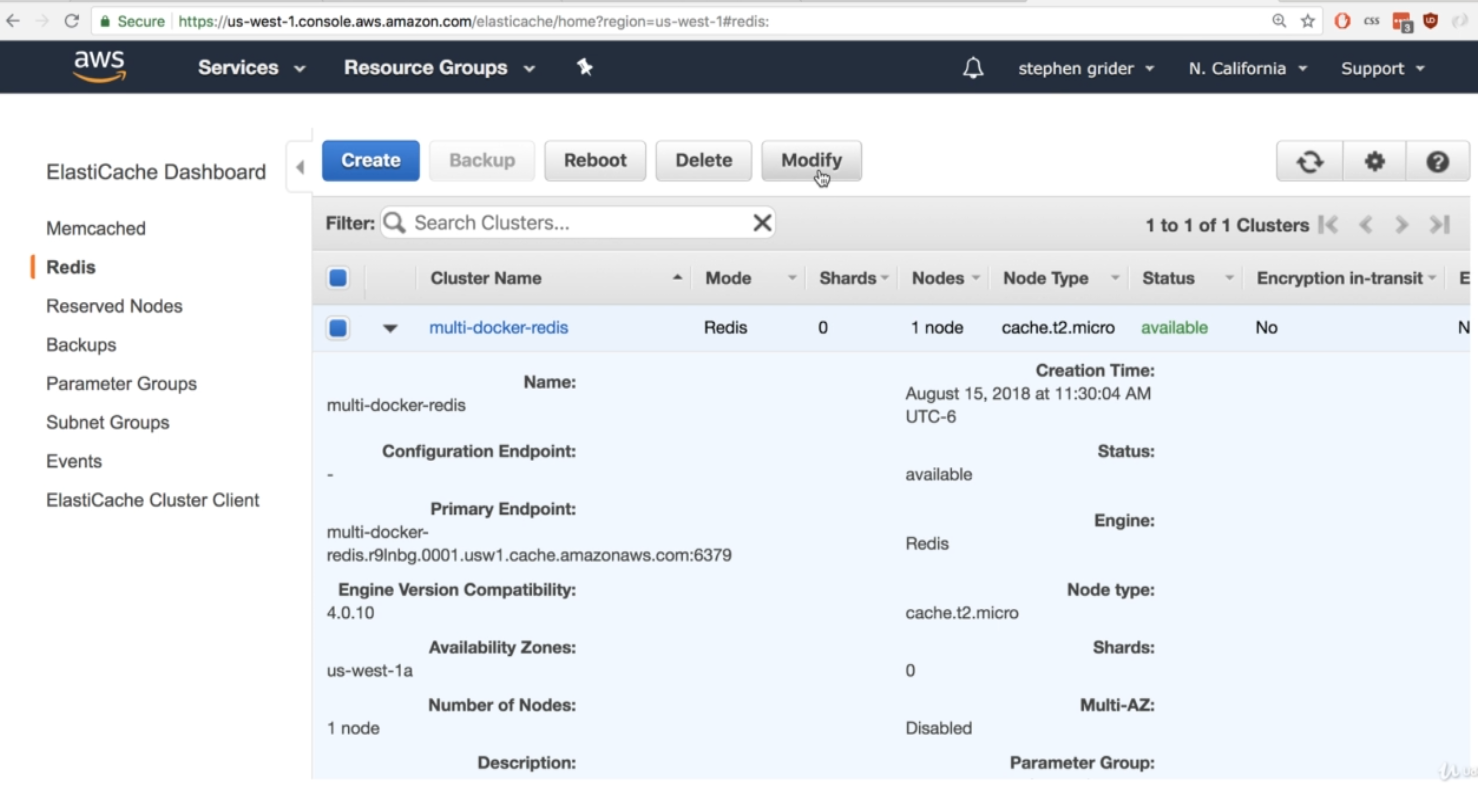 Secure https://us-west-1.console.aws.amazon.com/elasticache/home?region=us-west-1#redis:
css
3
aws Services Resource Groups stephen grider N. California Support
ElastiCache Dashboard
Memcached
Redis
Reserved Nodes
Backups
Parameter Groups
Subnet Groups
Events
ElastiCache Cluster Client
Create Backup Reboot Delete Modify
Filter: Search Clusters... 1 to 1 of 1 Clusters
Cluster Name Mode Shards Nodes Node Type Status Encryption in-transit E
multi-docker-redis Redis 0 1 node cache.t2.micro available No N
Name:
multi-docker-redis
Configuration Endpoint:
-
Primary Endpoint:
multi-docker-
redis.r9lnbg.0001.usw1.cache.amazonaws.com:6379
Engine Version Compatibility:
4.0.10
Availability Zones:
us-west-1a
Number of Nodes:
1 node
Description:
Creation Time:
August 15, 2018 at 11:30:04 AM
UTC-6
Status:
available
Engine:
Redis
Node type:
cache.t2.micro
Shards:
0
Multi-AZ:
Disabled
Parameter Group: